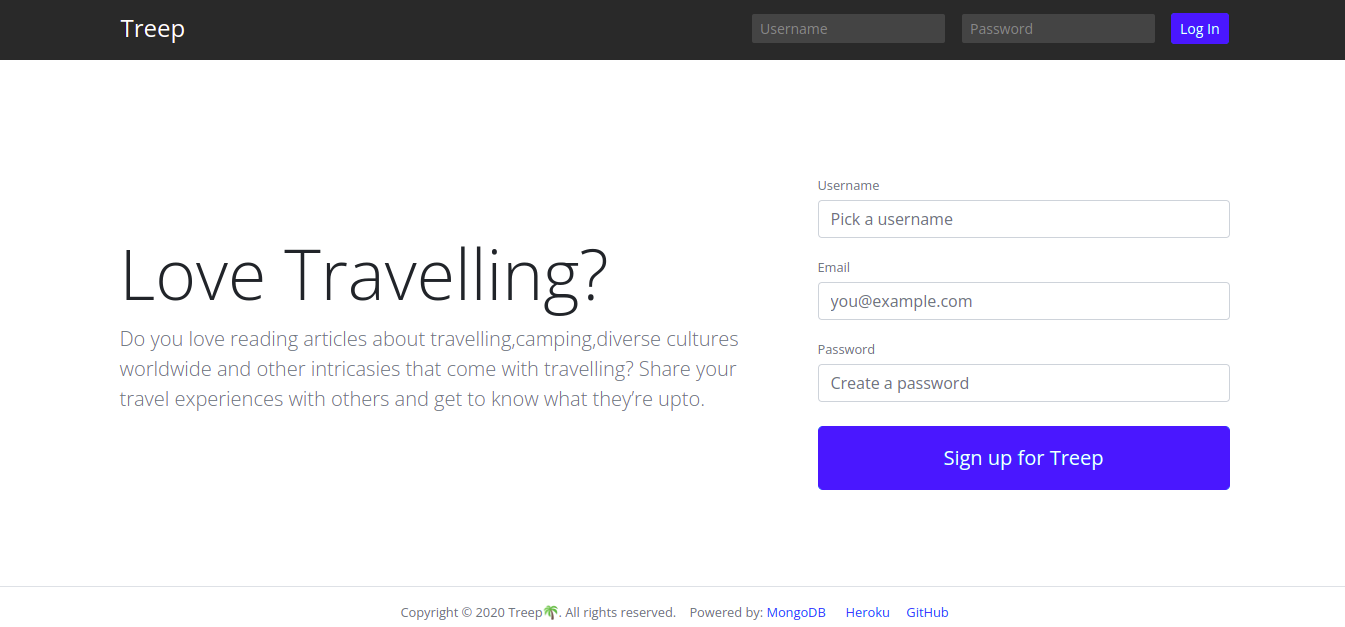 Treep
Username
Password
Log In
Love Travelling?
Do you love reading articles about travelling,camping,diverse cultures
worldwide and other intricasies that come with travelling? Share your
travel experiences with others and get to know what they’re upto.
Username
Pick a username
Email
you@example.com
Password
Create a password
Sign up for Treep
Copyright © 2020 Treep🌴. All rights reserved. Powered by: MongoDB Heroku GitHub